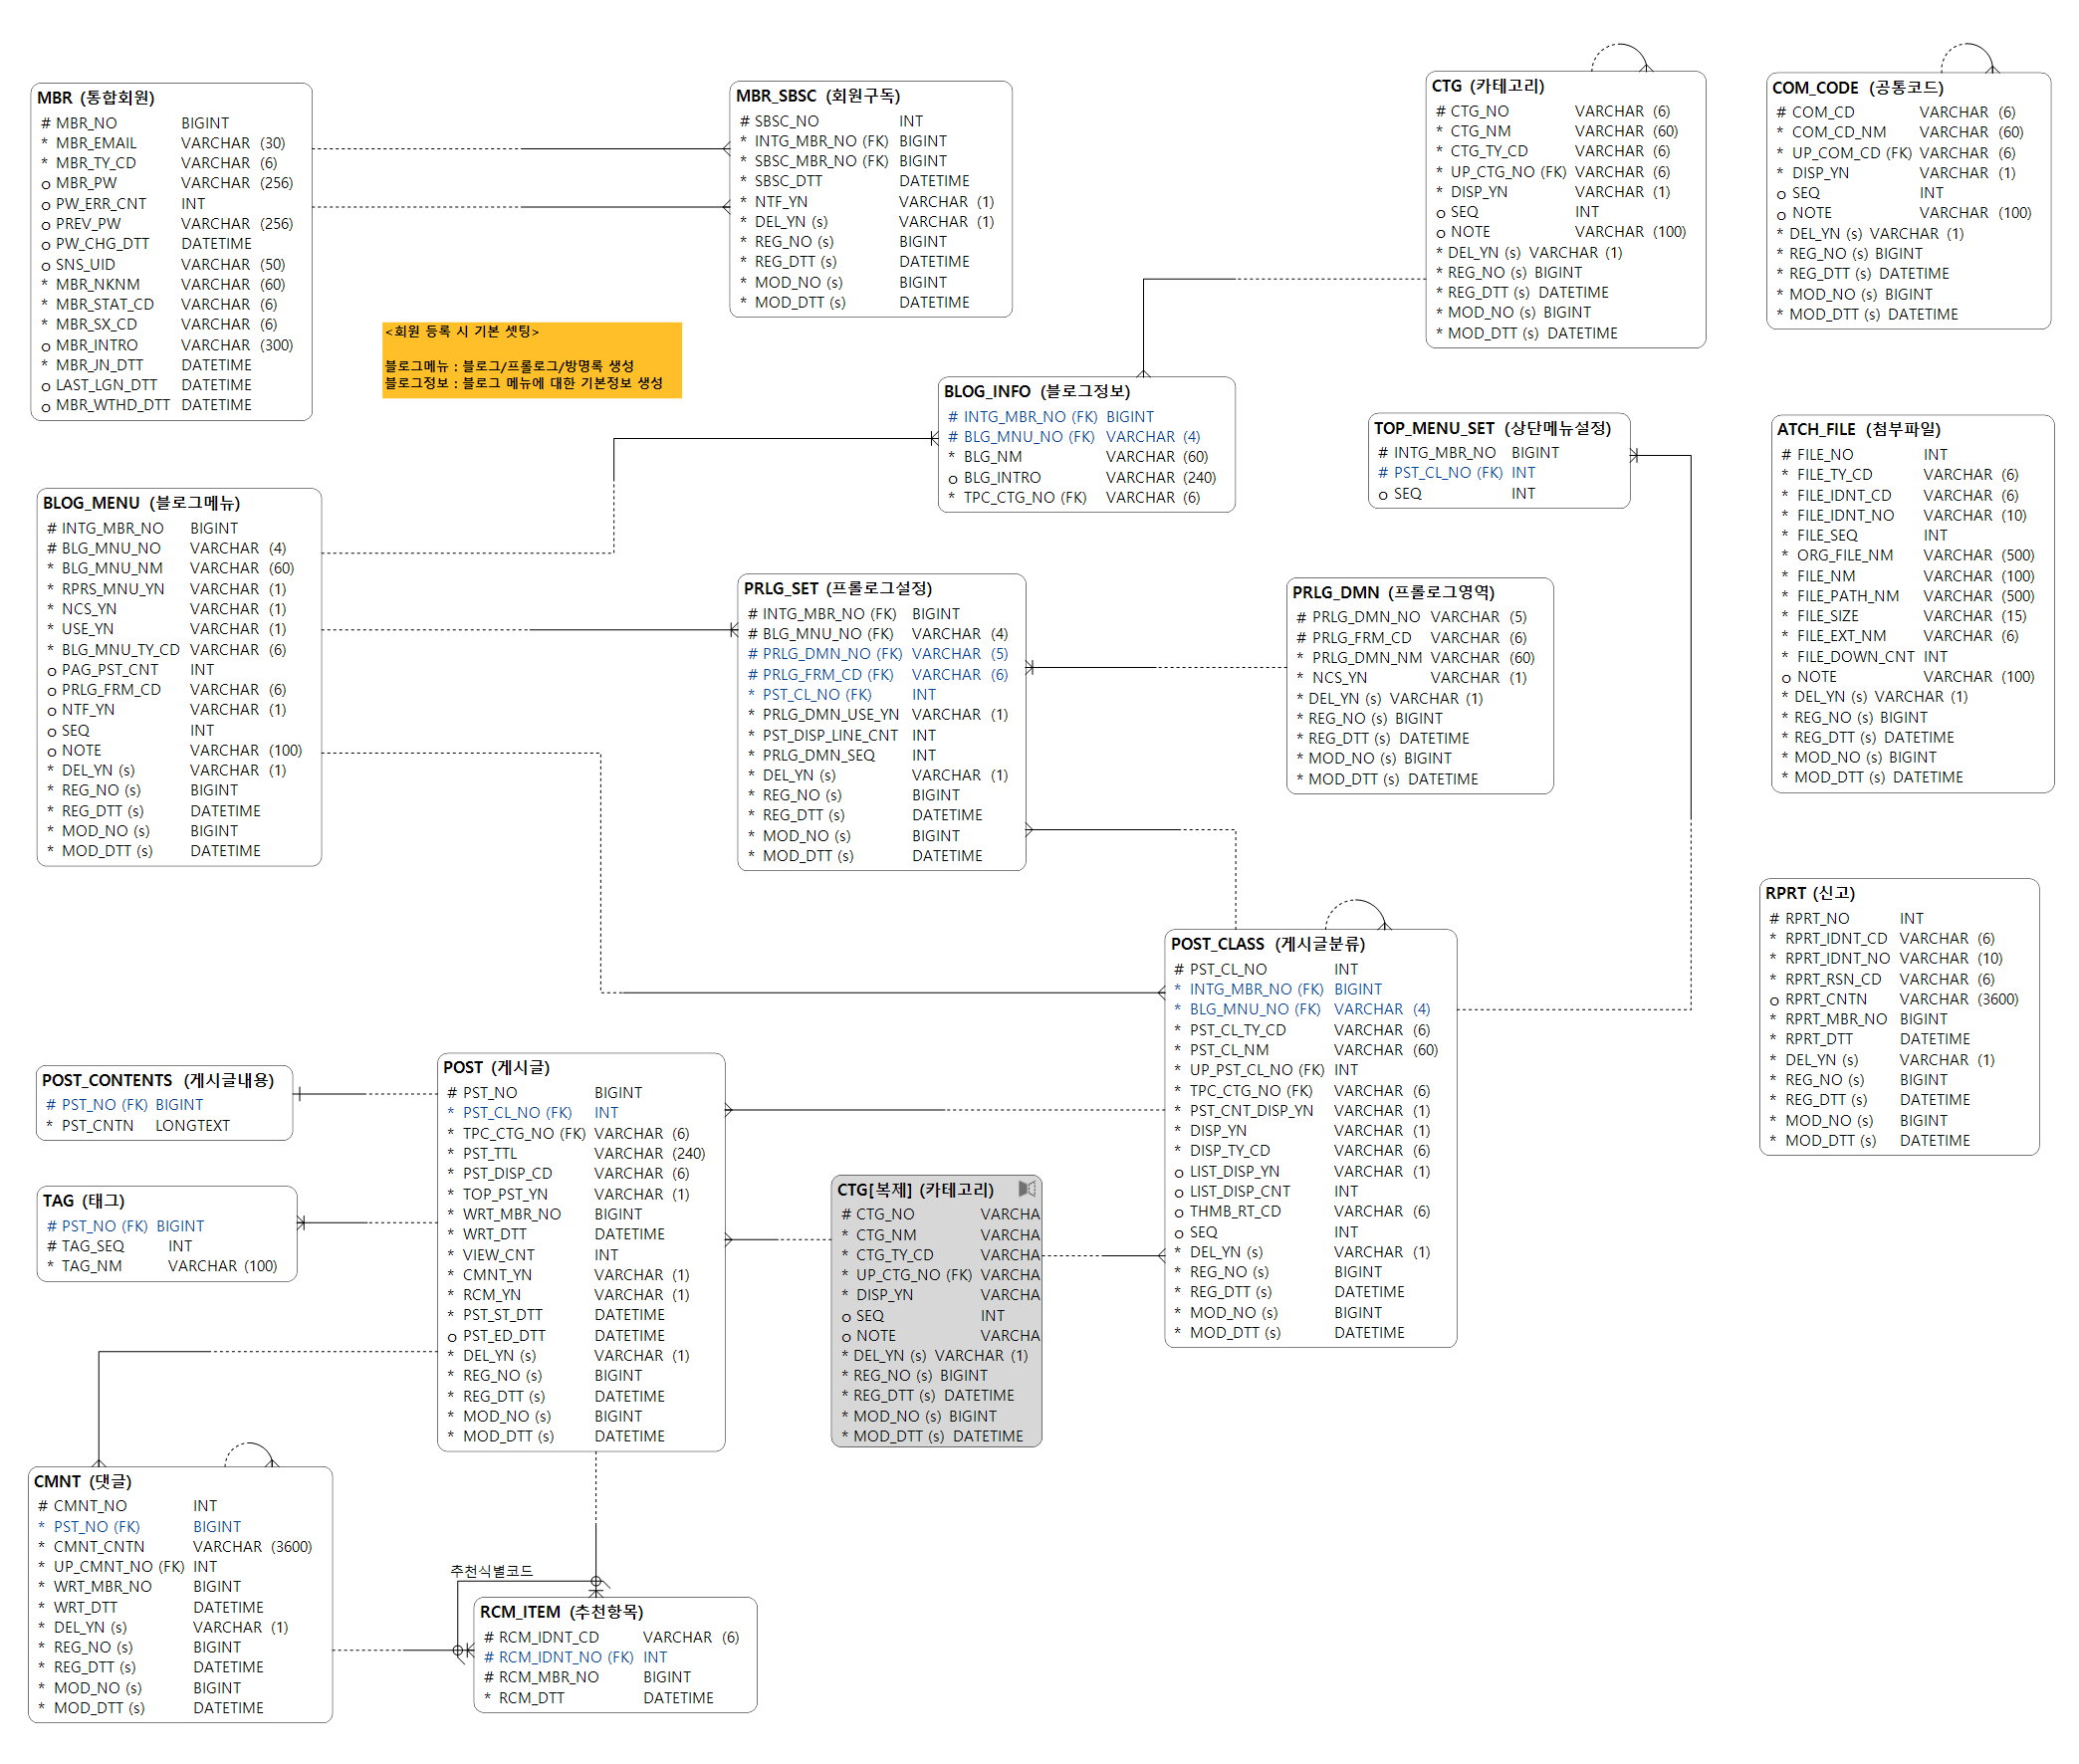 MBR (통합회원)
# MBR_NO BIGINT
* MBR_EMAIL VARCHAR (30)
* MBR_TY_CD VARCHAR (6)
o MBR_PW VARCHAR (256)
o PW_ERR_CNT INT
o PREV_PW VARCHAR (256)
o PW_CHG_DTT DATETIME
o SNS_UID VARCHAR (50)
* MBR_NKNM VARCHAR (60)
* MBR_STAT_CD VARCHAR (6)
* MBR_SX_CD VARCHAR (6)
o MBR_INTRO VARCHAR (300)
* MBR_JN_DTT DATETIME
o LAST_LGN_DTT DATETIME
o MBR_WTHD_DTT DATETIME
MBR_SBSC (회원구독)
# SBSC_NO INT
* INTG_MBR_NO (FK) BIGINT
* SBSC_MBR_NO (FK) BIGINT
* SBSC_DTT DATETIME
* NTF_YN VARCHAR (1)
* DEL_YN (s) VARCHAR (1)
* REG_NO (s) BIGINT
* REG_DTT (s) DATETIME
* MOD_NO (s) BIGINT
* MOD_DTT (s) DATETIME
CTG (카테고리)
# CTG_NO VARCHAR (6)
* CTG_NM VARCHAR (60)
* CTG_TY_CD VARCHAR (6)
* UP_CTG_NO (FK) VARCHAR (6)
* DISP_YN VARCHAR (1)
o SEQ INT
o NOTE VARCHAR (100)
* DEL_YN (s) VARCHAR (1)
* REG_NO (s) BIGINT
* REG_DTT (s) DATETIME
* MOD_NO (s) BIGINT
* MOD_DTT (s) DATETIME
COM_CODE (공통코드)
# COM_CD VARCHAR (6)
* COM_CD_NM VARCHAR (60)
* UP_COM_CD (FK) VARCHAR (6)
* DISP_YN VARCHAR (1)
o SEQ INT
o NOTE VARCHAR (100)
* DEL_YN (s) VARCHAR (1)
* REG_NO (s) BIGINT
* REG_DTT (s) DATETIME
* MOD_NO (s) BIGINT
* MOD_DTT (s) DATETIME
<회원 등록 시 기본 셋팅>
블로그메뉴 : 블로그/프롤로그/방명록 생성
블로그정보 : 블로그 메뉴에 대한 기본정보 생성
BLOG_INFO (블로그정보)
# INTG_MBR_NO (FK) BIGINT
# BLG_MNU_NO (FK) VARCHAR (4)
* BLG_NM VARCHAR (60)
o BLG_INTRO VARCHAR (240)
* TPC_CTG_NO (FK) VARCHAR (6)
TOP_MENU_SET (상단메뉴설정)
# INTG_MBR_NO BIGINT
# PST_CL_NO (FK) INT
o SEQ INT
ATCH_FILE (첨부파일)
# FILE_NO INT
* FILE_TY_CD VARCHAR (6)
* FILE_IDNT_CD VARCHAR (6)
* FILE_IDNT_NO VARCHAR (10)
* FILE_SEQ INT
* ORG_FILE_NM VARCHAR (500)
* FILE_NM VARCHAR (100)
* FILE_PATH_NM VARCHAR (500)
* FILE_SIZE VARCHAR (15)
* FILE_EXT_NM VARCHAR (6)
* FILE_DOWN_CNT INT
o NOTE VARCHAR (100)
* DEL_YN (s) VARCHAR (1)
* REG_NO (s) BIGINT
* REG_DTT (s) DATETIME
* MOD_NO (s) BIGINT
* MOD_DTT (s) DATETIME
BLOG_MENU (블로그메뉴)
# INTG_MBR_NO BIGINT
# BLG_MNU_NO VARCHAR (4)
* BLG_MNU_NM VARCHAR (60)
* RPRS_MNU_YN VARCHAR (1)
* NCS_YN VARCHAR (1)
* USE_YN VARCHAR (1)
* BLG_MNU_TY_CD VARCHAR (6)
o PAG_PST_CNT INT
o PRLG_FRM_CD VARCHAR (6)
o NTF_YN VARCHAR (1)
o SEQ INT
o NOTE VARCHAR (100)
* DEL_YN (s) VARCHAR (1)
* REG_NO (s) BIGINT
* REG_DTT (s) DATETIME
* MOD_NO (s) BIGINT
* MOD_DTT (s) DATETIME
PRLG_SET (프롤로그설정)
# INTG_MBR_NO (FK) BIGINT
# BLG_MNU_NO (FK) VARCHAR (4)
# PRLG_DMN_NO (FK) VARCHAR (5)
# PRLG_FRM_CD (FK) VARCHAR (6)
* PST_CL_NO (FK) INT
* PRLG_DMN_USE_YN VARCHAR (1)
* PST_DISP_LINE_CNT INT
* PRLG_DMN_SEQ INT
* DEL_YN (s) VARCHAR (1)
* REG_NO (s) BIGINT
* REG_DTT (s) DATETIME
* MOD_NO (s) BIGINT
* MOD_DTT (s) DATETIME
PRLG_DMN (프롤로그영역)
# PRLG_DMN_NO VARCHAR (5)
# PRLG_FRM_CD VARCHAR (6)
* PRLG_DMN_NM VARCHAR (60)
* NCS_YN VARCHAR (1)
* DEL_YN (s) VARCHAR (1)
* REG_NO (s) BIGINT
* REG_DTT (s) DATETIME
* MOD_NO (s) BIGINT
* MOD_DTT (s) DATETIME
RPRT (신고)
# RPRT_NO INT
* RPRT_IDNT_CD VARCHAR (6)
* RPRT_IDNT_NO VARCHAR (10)
* RPRT_RSN_CD VARCHAR (6)
o RPRT_CNTN VARCHAR (3600)
* RPRT_MBR_NO BIGINT
* RPRT_DTT DATETIME
* DEL_YN (s) VARCHAR (1)
* REG_NO (s) BIGINT
* REG_DTT (s) DATETIME
* MOD_NO (s) BIGINT
* MOD_DTT (s) DATETIME
POST_CLASS (게시글분류)
# PST_CL_NO INT
* INTG_MBR_NO (FK) BIGINT
* BLG_MNU_NO (FK) VARCHAR (4)
* PST_CL_TY_CD VARCHAR (6)
* PST_CL_NM VARCHAR (60)
* UP_PST_CL_NO (FK) INT
* TPC_CTG_NO (FK) VARCHAR (6)
* PST_CNT_DISP_YN VARCHAR (1)
* DISP_YN VARCHAR (1)
* DISP_TY_CD VARCHAR (6)
o LIST_DISP_YN VARCHAR (1)
o LIST_DISP_CNT INT
o THMB_RT_CD VARCHAR (6)
o SEQ INT
* DEL_YN (s) VARCHAR (1)
* REG_NO (s) BIGINT
* REG_DTT (s) DATETIME
* MOD_NO (s) BIGINT
* MOD_DTT (s) DATETIME
POST_CONTENTS (게시글내용)
# PST_NO (FK) BIGINT
* PST_CNTN LONGTEXT
POST (게시글)
# PST_NO BIGINT
* PST_CL_NO (FK) INT
* TPC_CTG_NO (FK) VARCHAR (6)
* PST_TTL VARCHAR (240)
* PST_DISP_CD VARCHAR (6)
* TOP_PST_YN VARCHAR (1)
* WRT_MBR_NO BIGINT
* WRT_DTT DATETIME
* VIEW_CNT INT
* CMNT_YN VARCHAR (1)
* RCM_YN VARCHAR (1)
* PST_ST_DTT DATETIME
o PST_ED_DTT DATETIME
* DEL_YN (s) VARCHAR (1)
* REG_NO (s) BIGINT
* REG_DTT (s) DATETIME
* MOD_NO (s) BIGINT
* MOD_DTT (s) DATETIME
TAG (태그)
# PST_NO (FK) BIGINT
# TAG_SEQ INT
* TAG_NM VARCHAR (100)
CTG[복제] (카테고리)
# CTG_NO VARCHA
* CTG_NM VARCHA
* CTG_TY_CD VARCHA
* UP_CTG_NO (FK) VARCHA
* DISP_YN VARCHA
o SEQ INT
o NOTE VARCHA
* DEL_YN (s) VARCHAR (1)
* REG_NO (s) BIGINT
* REG_DTT (s) DATETIME
* MOD_NO (s) BIGINT
* MOD_DTT (s) DATETIME
CMNT (댓글)
# CMNT_NO INT
* PST_NO (FK) BIGINT
* CMNT_CNTN VARCHAR (3600)
* UP_CMNT_NO (FK) INT
* WRT_MBR_NO BIGINT
* WRT_DTT DATETIME
* DEL_YN (s) VARCHAR (1)
* REG_NO (s) BIGINT
* REG_DTT (s) DATETIME
* MOD_NO (s) BIGINT
* MOD_DTT (s) DATETIME
추천식별코드
RCM_ITEM (추천항목)
# RCM_IDNT_CD VARCHAR (6)
# RCM_IDNT_NO (FK) INT
# RCM_MBR_NO BIGINT
* RCM_DTT DATETIME